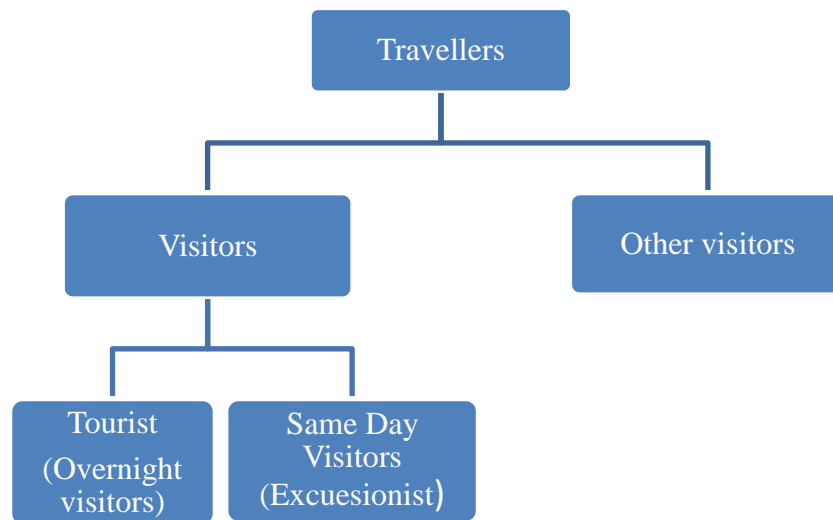 Travellers
Visitors
Other visitors
Tourist
(Overnight
visitors)
Same Day
Visitors
(Excuesionist)